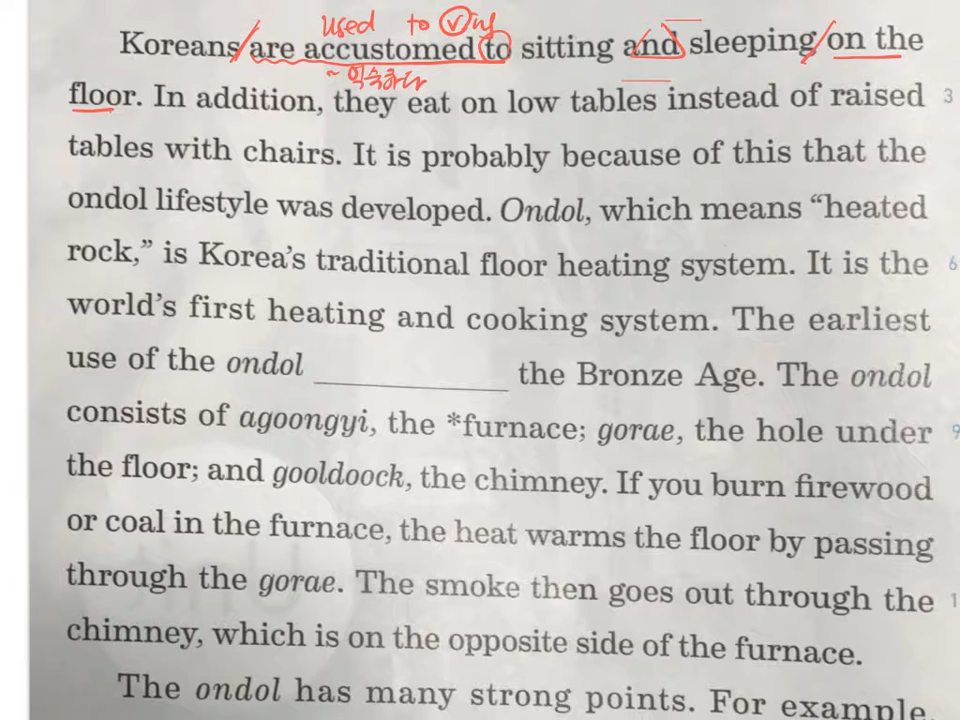 used to ving
Koreans are accustomed to sitting and sleeping on the
~ 익숙하다
floor. In addition, they eat on low tables instead of raised 3
tables with chairs. It is probably because of this that the
ondol lifestyle was developed. Ondol, which means “heated
rock,” is Korea’s traditional floor heating system. It is the 6
world’s first heating and cooking system. The earliest
use of the ondol ____________ the Bronze Age. The ondol
consists of agoongyi, the *furnace; gorae, the hole under 9
the floor; and gooldoock, the chimney. If you burn firewood
or coal in the furnace, the heat warms the floor by passing
through the gorae. The smoke then goes out through the 1
chimney, which is on the opposite side of the furnace.
The ondol has many strong points. For example,